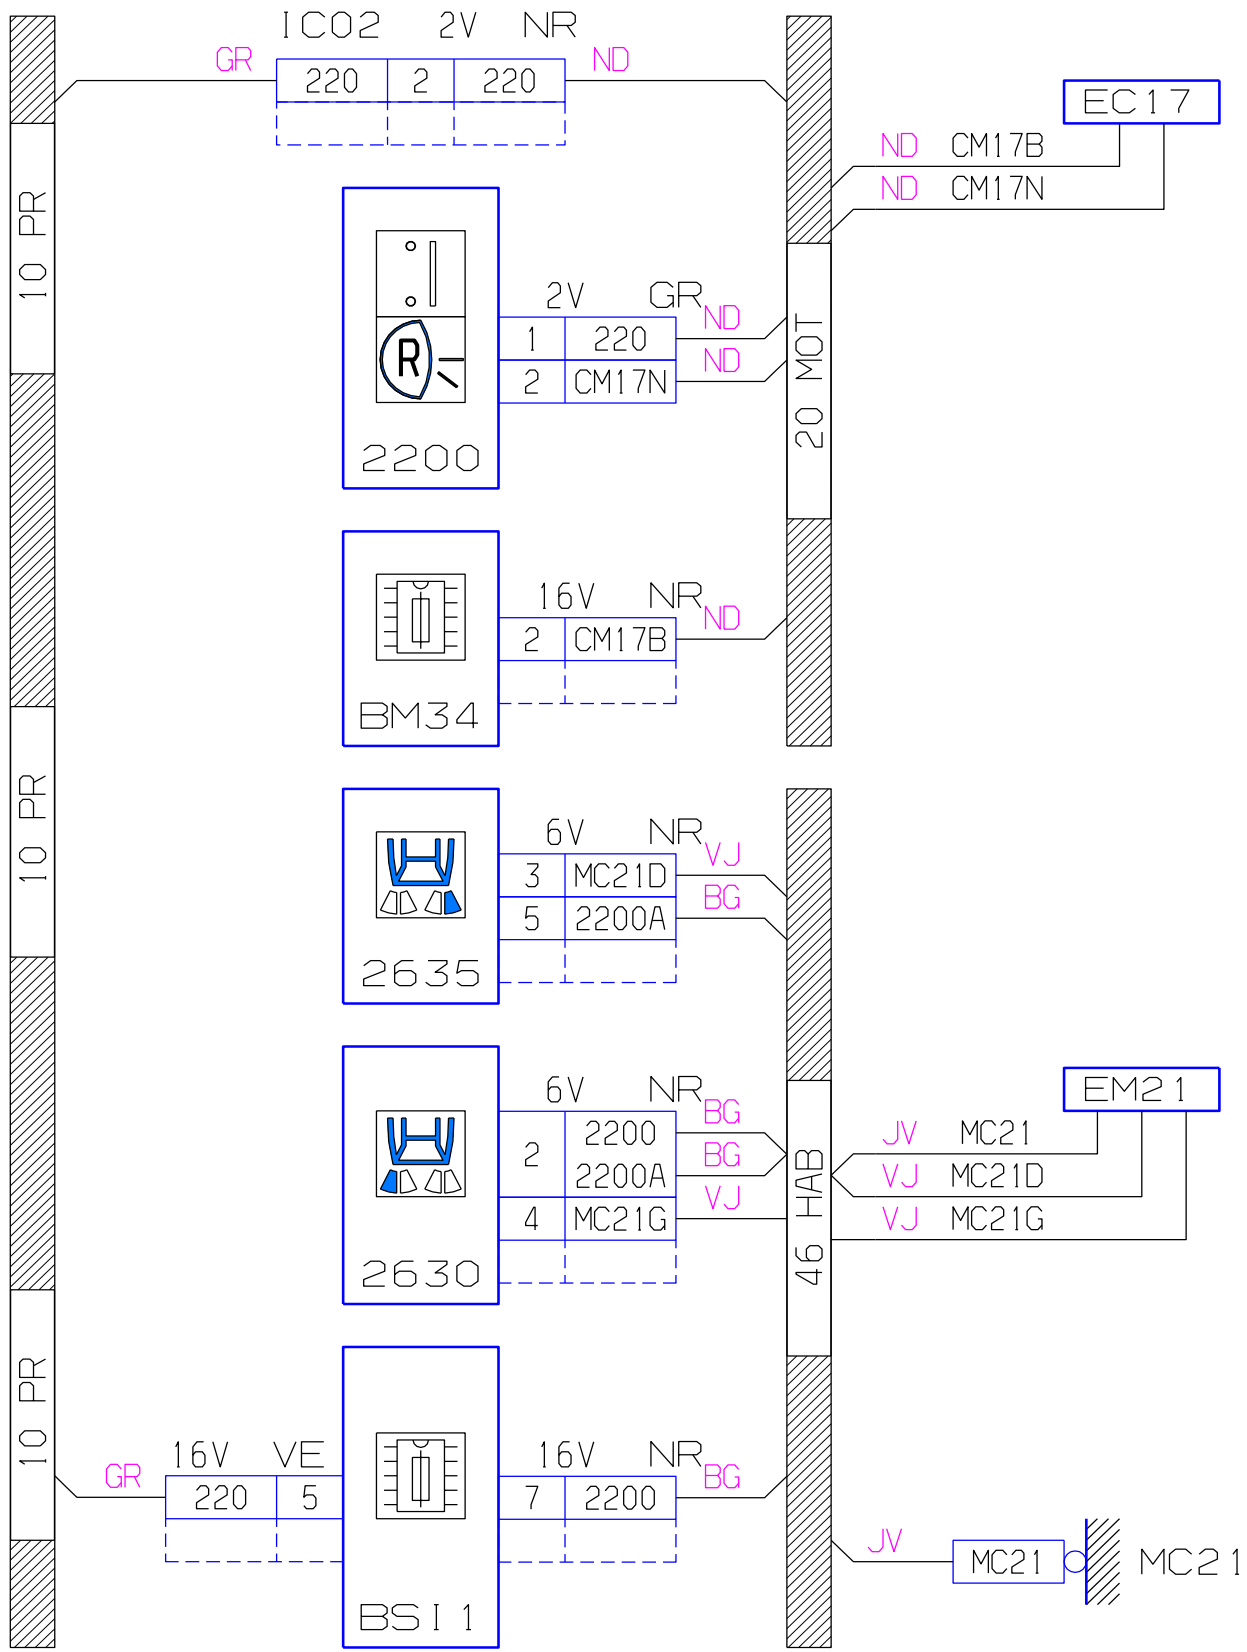 IC02 2V NR
GR 220 2 220 ND
EC17
ND CM17B
ND CM17N
10 PR
2V GR
1 220 ND
2 CM17N ND
2200
20 MOT
16V NR
2 CM17B ND
BM34
10 PR
6V NR
3 MC21D VJ
5 2200A BG
2635
6V NR
2 2200 BG
2200A BG
4 MC21G VJ
2630
46 HAB
EM21
JV MC21
VJ MC21D
VJ MC21G
10 PR
16V VE
GR 220 5
16V NR
7 2200 BG
BSI1
JV MC21 MC21
R